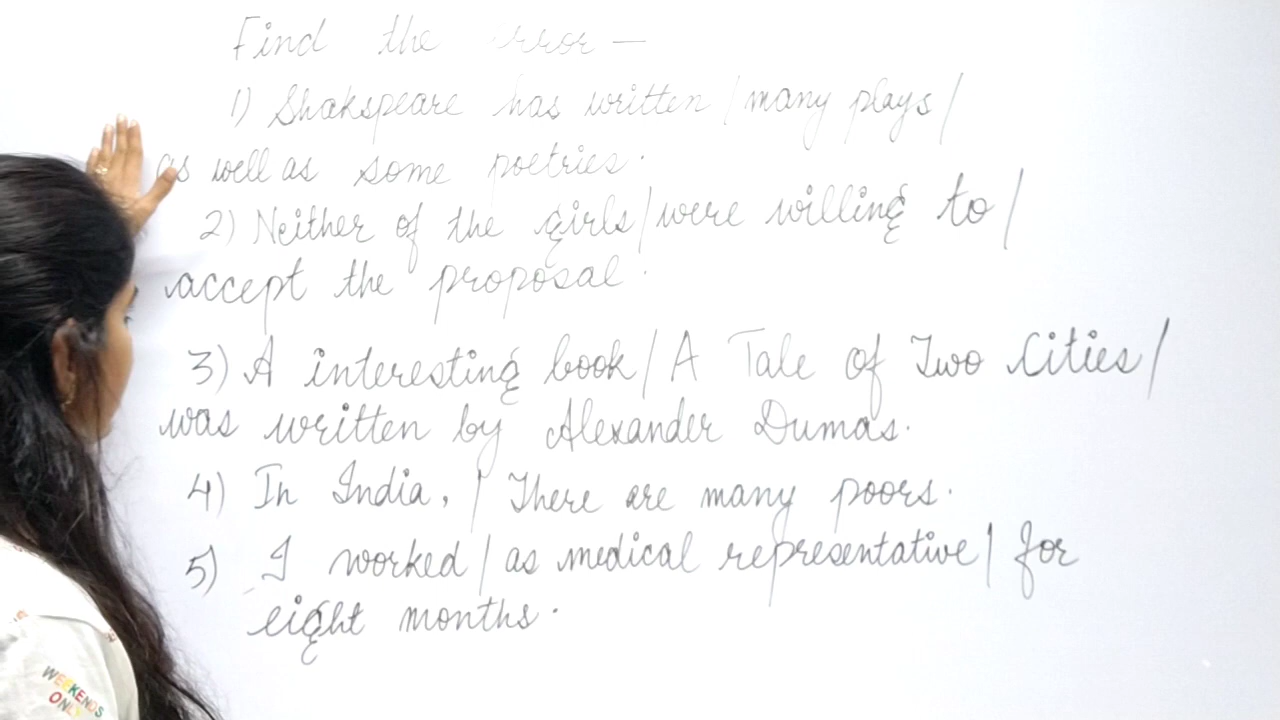 Find the error —
1) Shakspeare has written / many plays /
as well as some poetries.
2) Neither of the girls / were willing to /
accept the proposal.
3) A interesting book / A Tale of Two Cities /
was written by Alexander Dumas.
4) In India, / There are many poors.
5) I worked / as medical representative / for
eight months.
WEEKENDS
ONLY